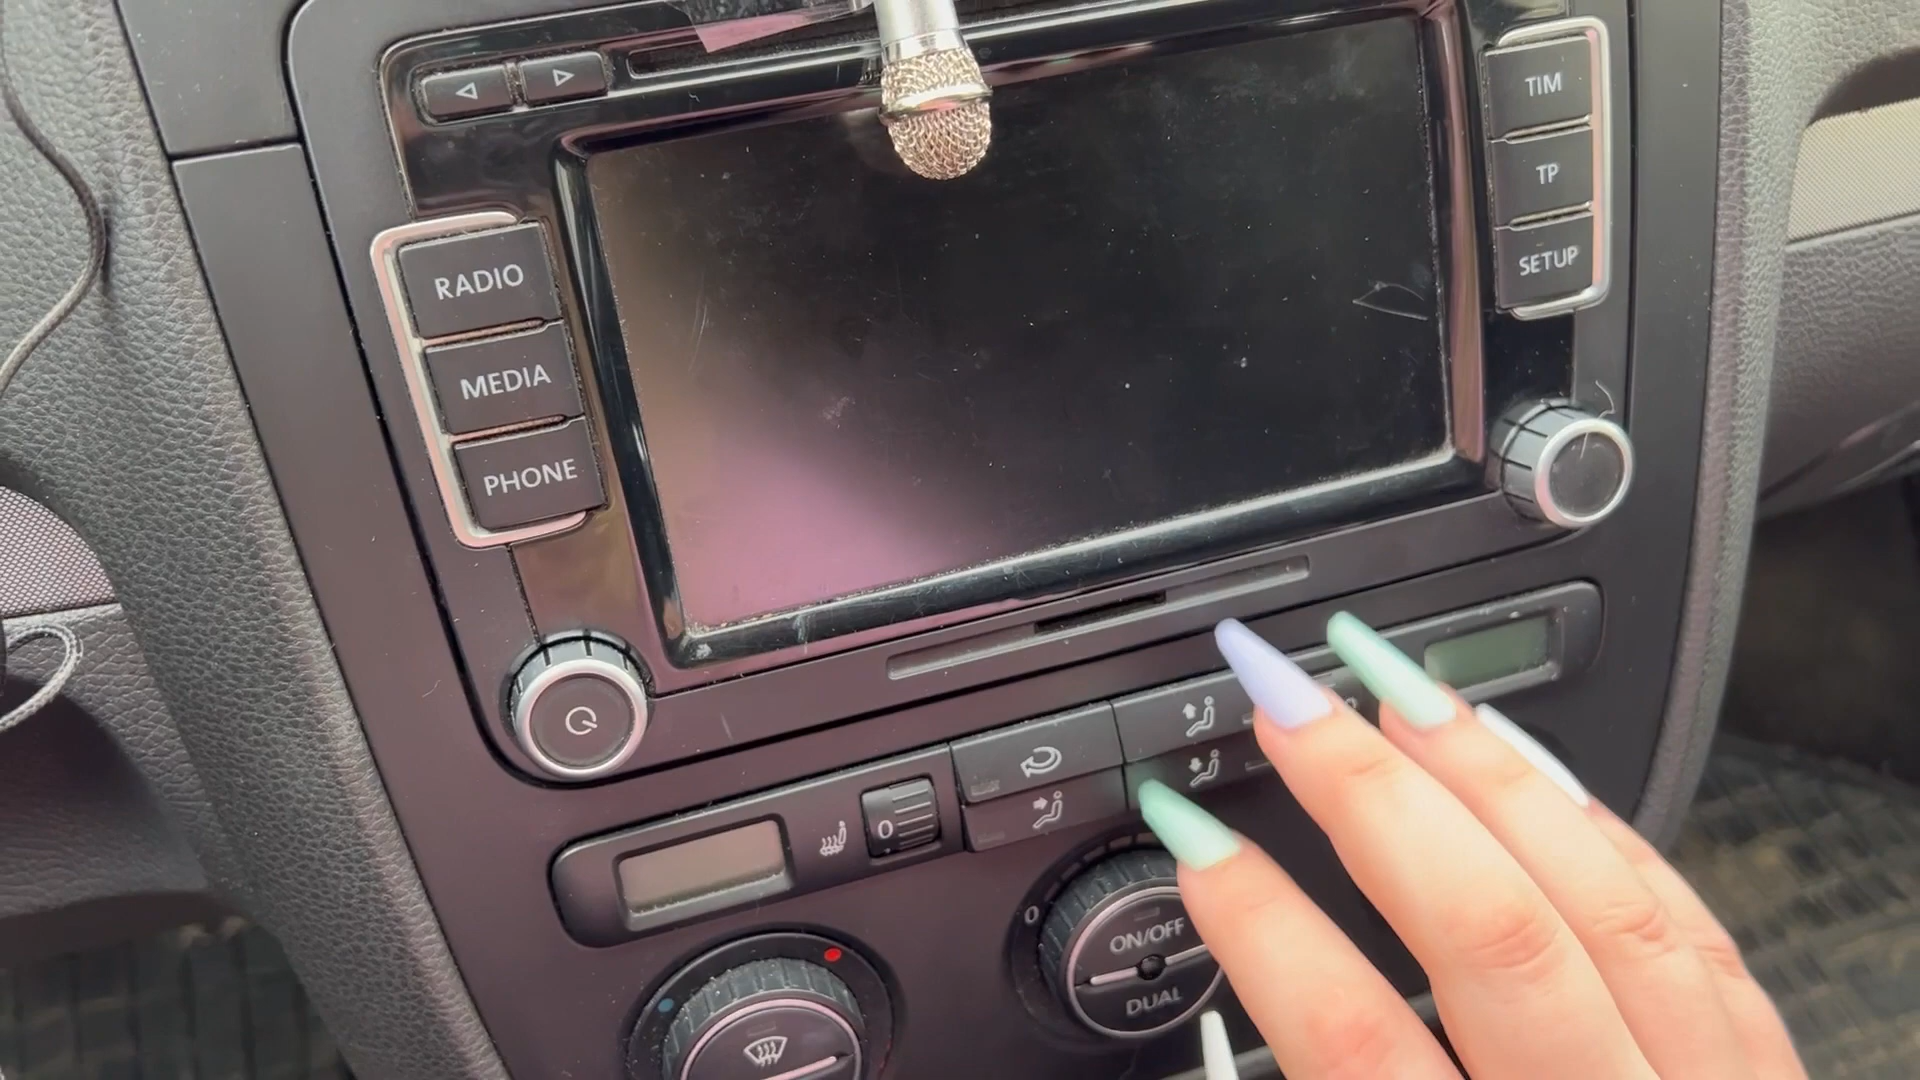 TIM
TP
SETUP
RADIO
MEDIA
PHONE
0
0
ON/OFF
DUAL